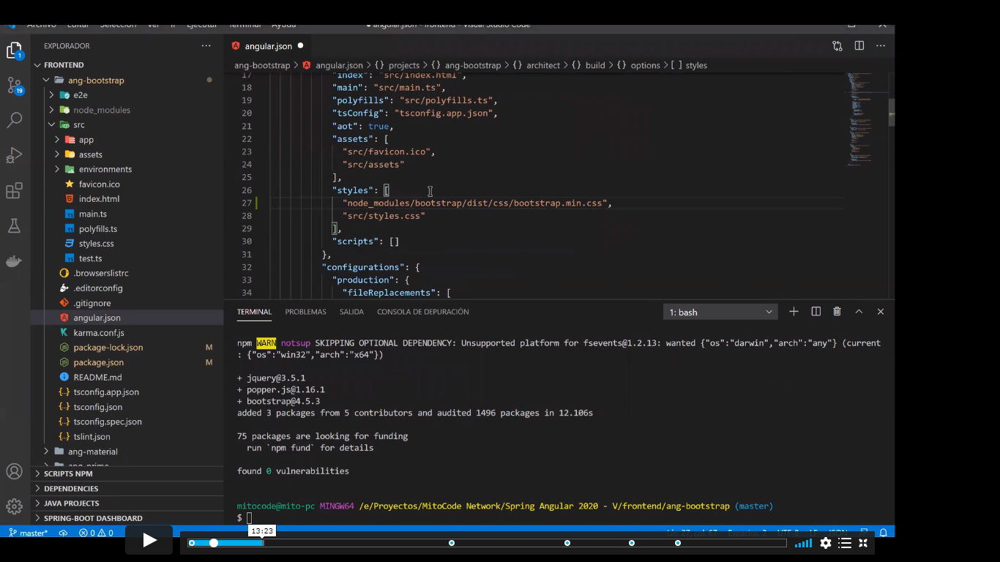 Archivo Editar Selección Ver Ir Ejecutar Terminal Ayuda
● angular.json - frontend - Visual Studio Code
EXPLORADOR
FRONTEND
ang-bootstrap
e2e
node_modules
src
app
assets
environments
favicon.ico
index.html
main.ts
polyfills.ts
styles.css
test.ts
.browserslistrc
.editorconfig
.gitignore
angular.json
karma.conf.js
package-lock.json M
package.json M
README.md
tsconfig.app.json
tsconfig.json
tsconfig.spec.json
tslint.json
ang-material
ang-prime
SCRIPTS NPM
DEPENDENCIES
JAVA PROJECTS
SPRING-BOOT DASHBOARD
1
19
angular.json ●
ang-bootstrap > angular.json > {} projects > {} ang-bootstrap > {} architect > {} build > {} options > [ ] styles
17 "index": "src/index.html",
18 "main": "src/main.ts",
19 "polyfills": "src/polyfills.ts",
20 "tsConfig": "tsconfig.app.json",
21 "aot": true,
22 "assets": [
23 "src/favicon.ico",
24 "src/assets"
25 ],
26 "styles": [
27 "node_modules/bootstrap/dist/css/bootstrap.min.css",
28 "src/styles.css"
29 ],
30 "scripts": []
31 },
32 "configurations": {
33 "production": {
34 "fileReplacements": [
TERMINAL PROBLEMAS SALIDA CONSOLA DE DEPURACIÓN 1: bash
npm WARN notsup SKIPPING OPTIONAL DEPENDENCY: Unsupported platform for fsevents@1.2.13: wanted {"os":"darwin","arch":"any"} (current
: {"os":"win32","arch":"x64"})
+ jquery@3.5.1
+ popper.js@1.16.1
+ bootstrap@4.5.3
added 3 packages from 5 contributors and audited 1496 packages in 12.106s
75 packages are looking for funding
run `npm fund` for details
found 0 vulnerabilities
mitocode@mito-pc MINGW64 /e/Proyectos/MitoCode Network/Spring Angular 2020 - V/frontend/ang-bootstrap (master)
$
master* 0 0
13:23